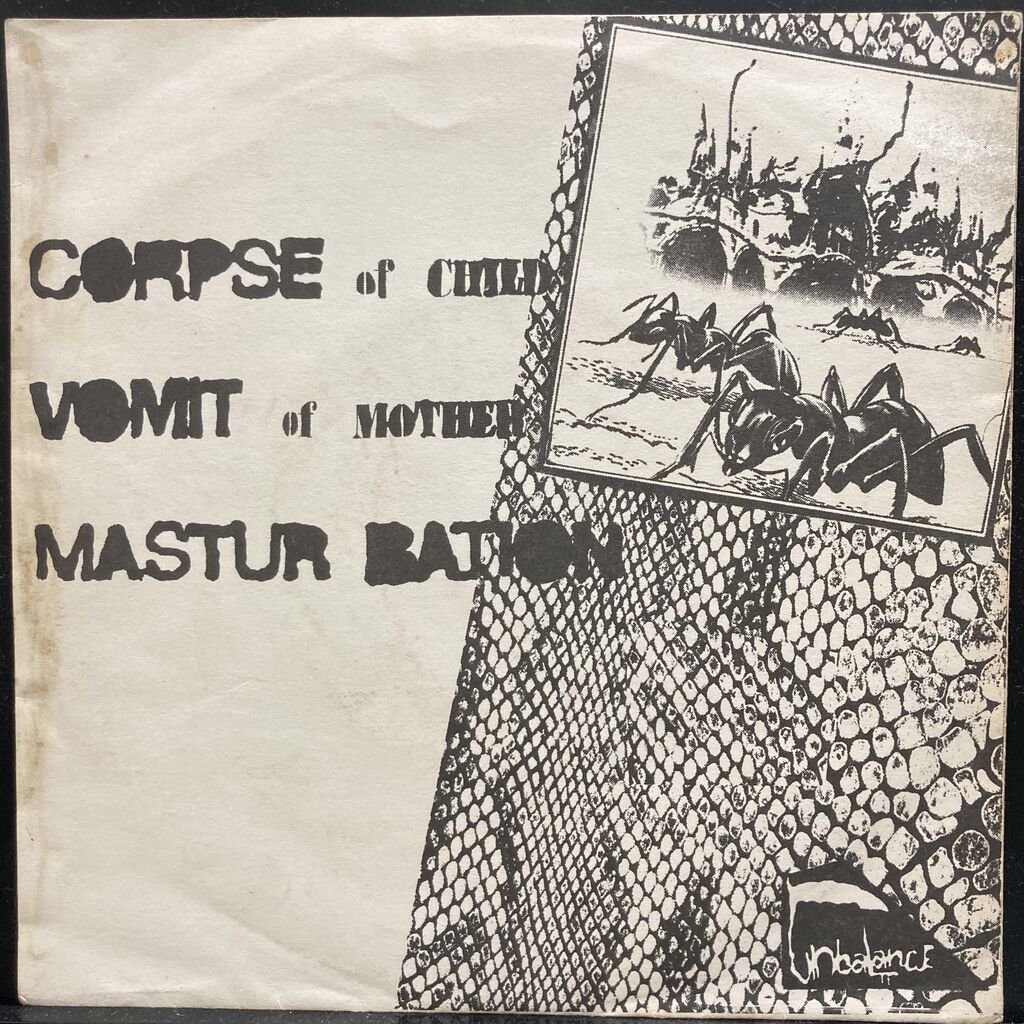 CORPSE of CHILD
VOMIT of MOTHER
MASTUR BATION
Unbalance